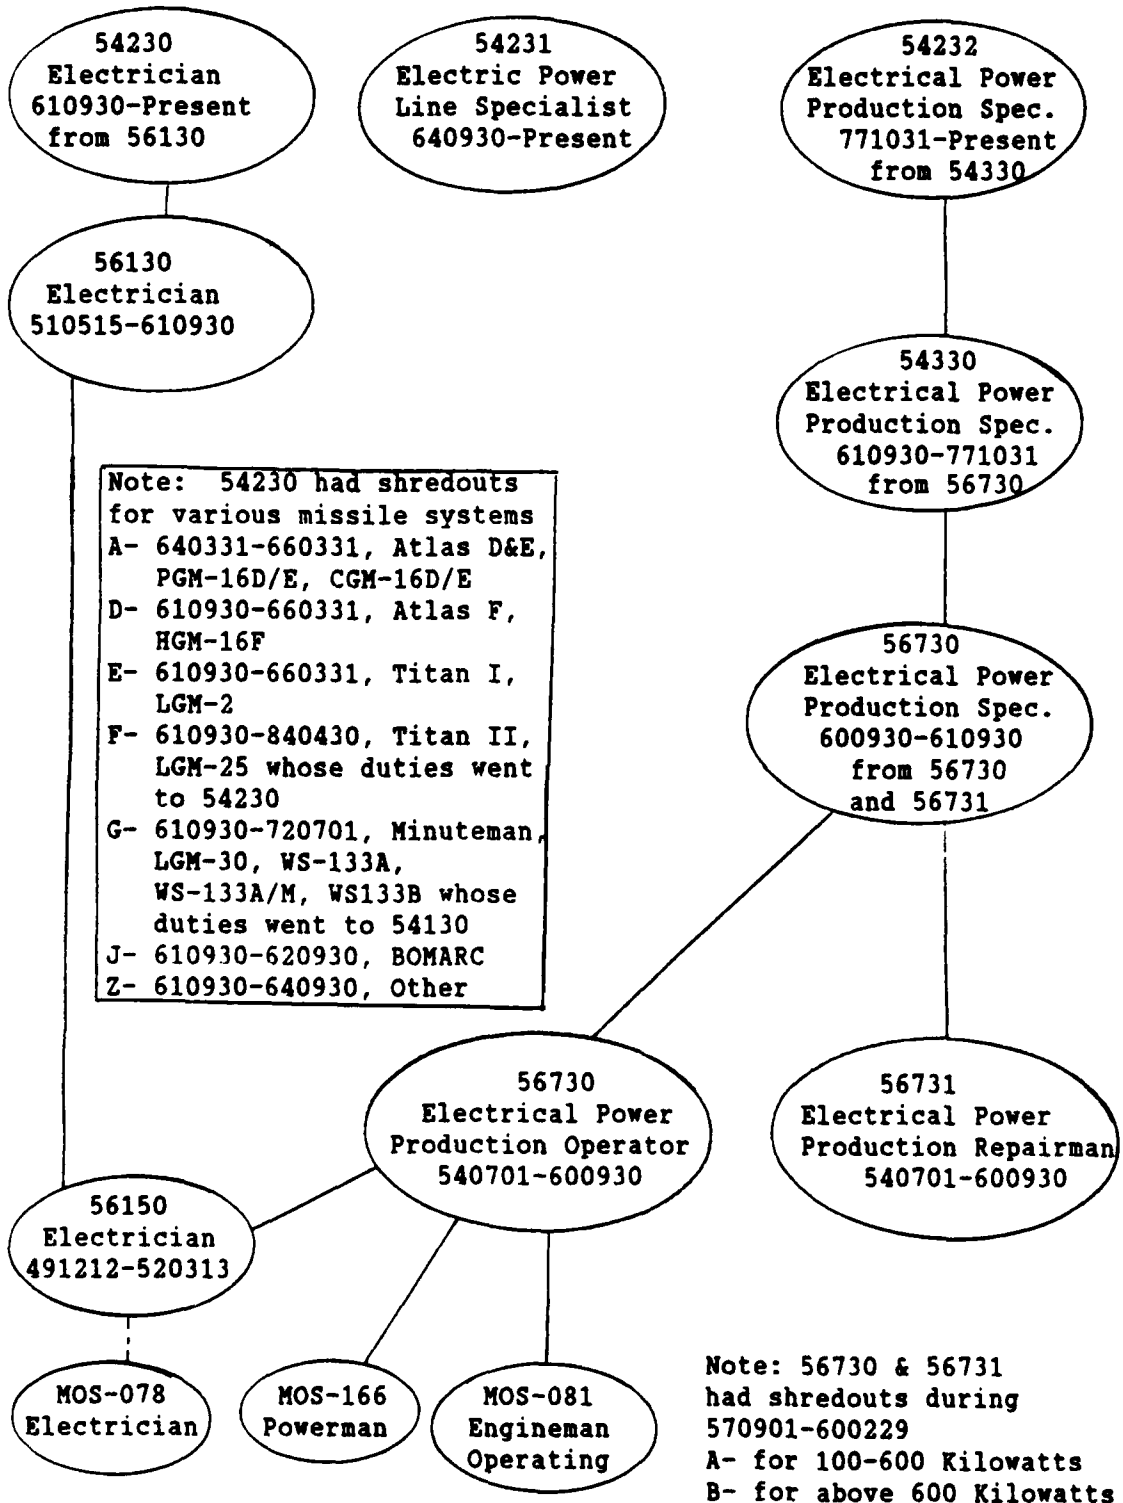 54230
Electrician
610930-Present
from 56130
54231
Electric Power
Line Specialist
640930-Present
54232
Electrical Power
Production Spec.
771031-Present
from 54330
56130
Electrician
510515-610930
54330
Electrical Power
Production Spec.
610930-771031
from 56730
Note: 54230 had shredouts
for various missile systems
A- 640331-660331, Atlas D&E,
PGM-16D/E, CGM-16D/E
D- 610930-660331, Atlas F,
HGM-16F
E- 610930-660331, Titan I,
LGM-2
F- 610930-840430, Titan II,
LGM-25 whose duties went
to 54230
G- 610930-720701, Minuteman,
LGM-30, WS-133A,
WS-133A/M, WS133B whose
duties went to 54130
J- 610930-620930, BOMARC
Z- 610930-640930, Other
56730
Electrical Power
Production Spec.
600930-610930
from 56730
and 56731
56730
Electrical Power
Production Operator
540701-600930
56731
Electrical Power
Production Repairman
540701-600930
56150
Electrician
491212-520313
MOS-078
Electrician
MOS-166
Powerman
MOS-081
Engineman
Operating
Note: 56730 & 56731
had shredouts during
570901-600229
A- for 100-600 Kilowatts
B- for above 600 Kilowatts